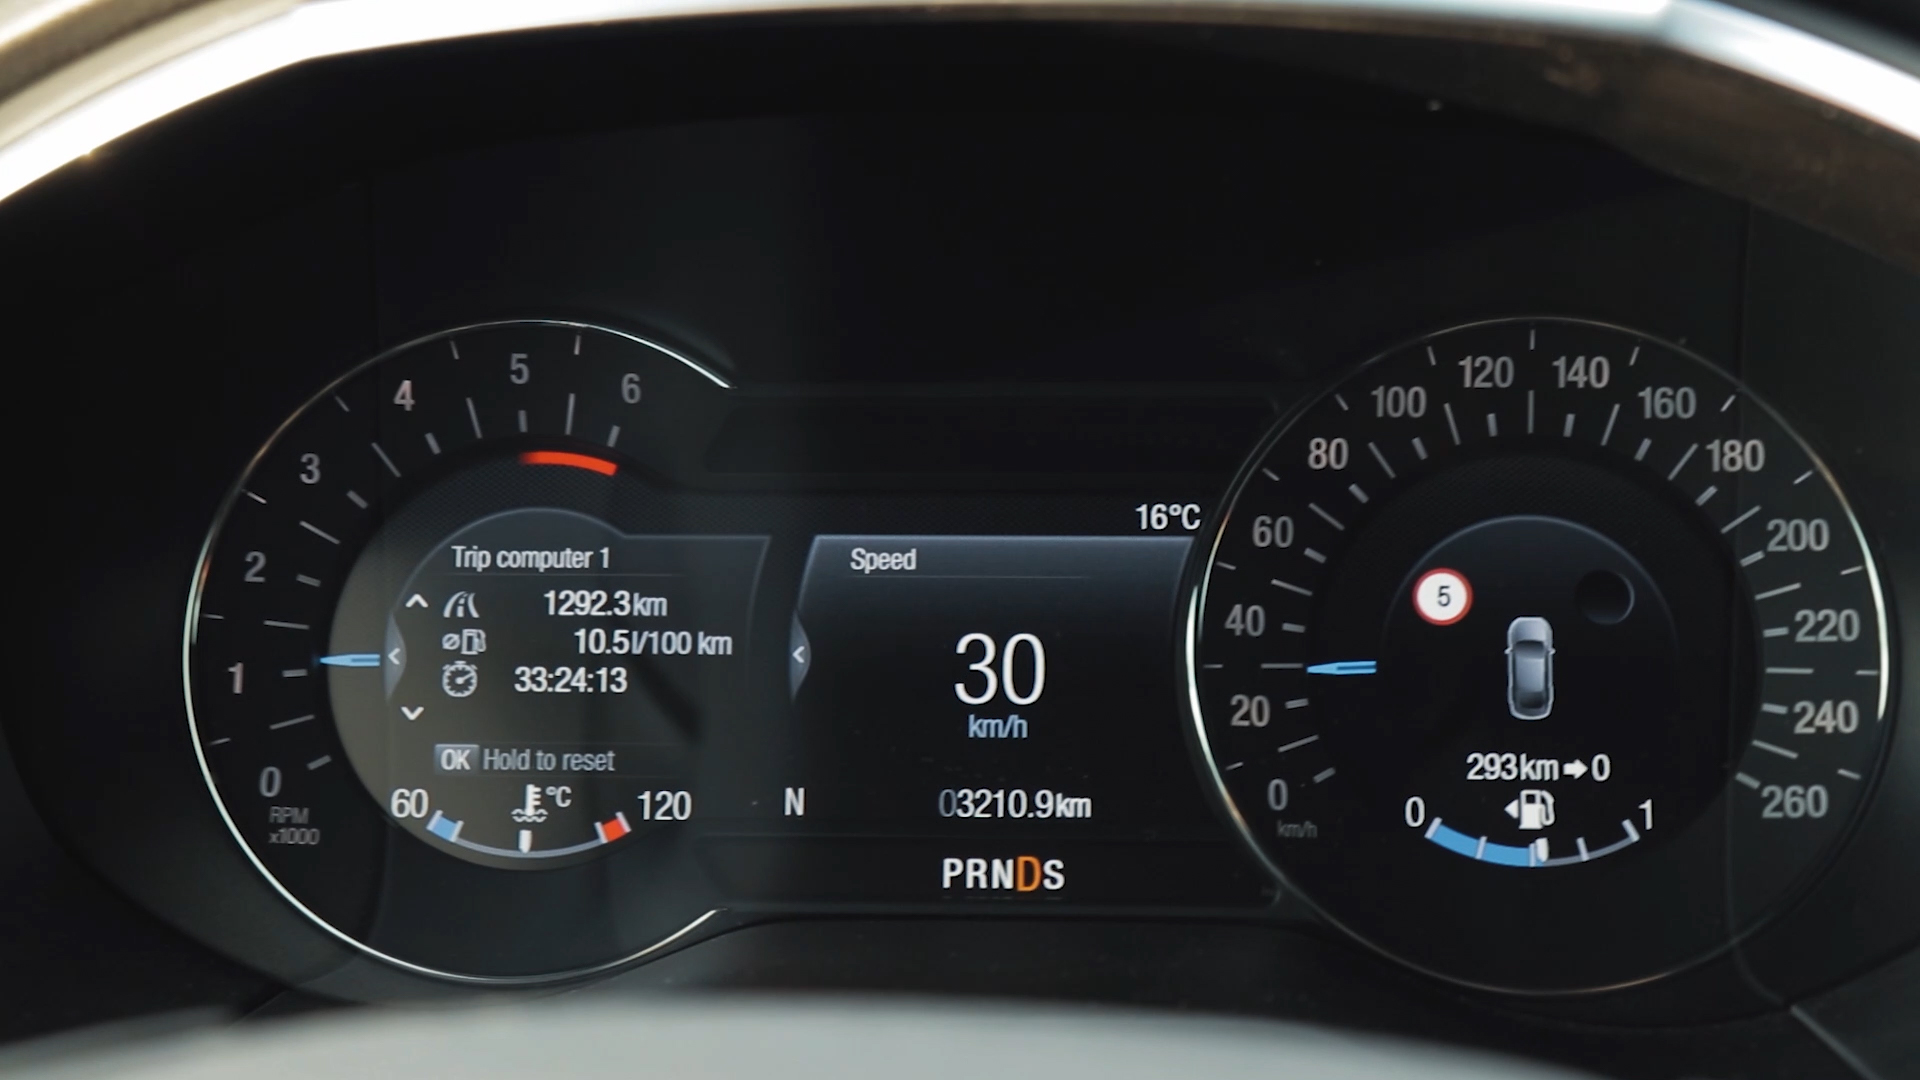 0
1
2
3
4
5
6
RPM
x1000
Trip computer 1
1292.3km
10.5l/100 km
33:24:13
OK Hold to reset
60
°C
120
16°C
Speed
30
km/h
N
03210.9km
PRNDS
0
20
40
60
80
100
120
140
160
180
200
220
240
260
km/h
5
293km➡0
0
1